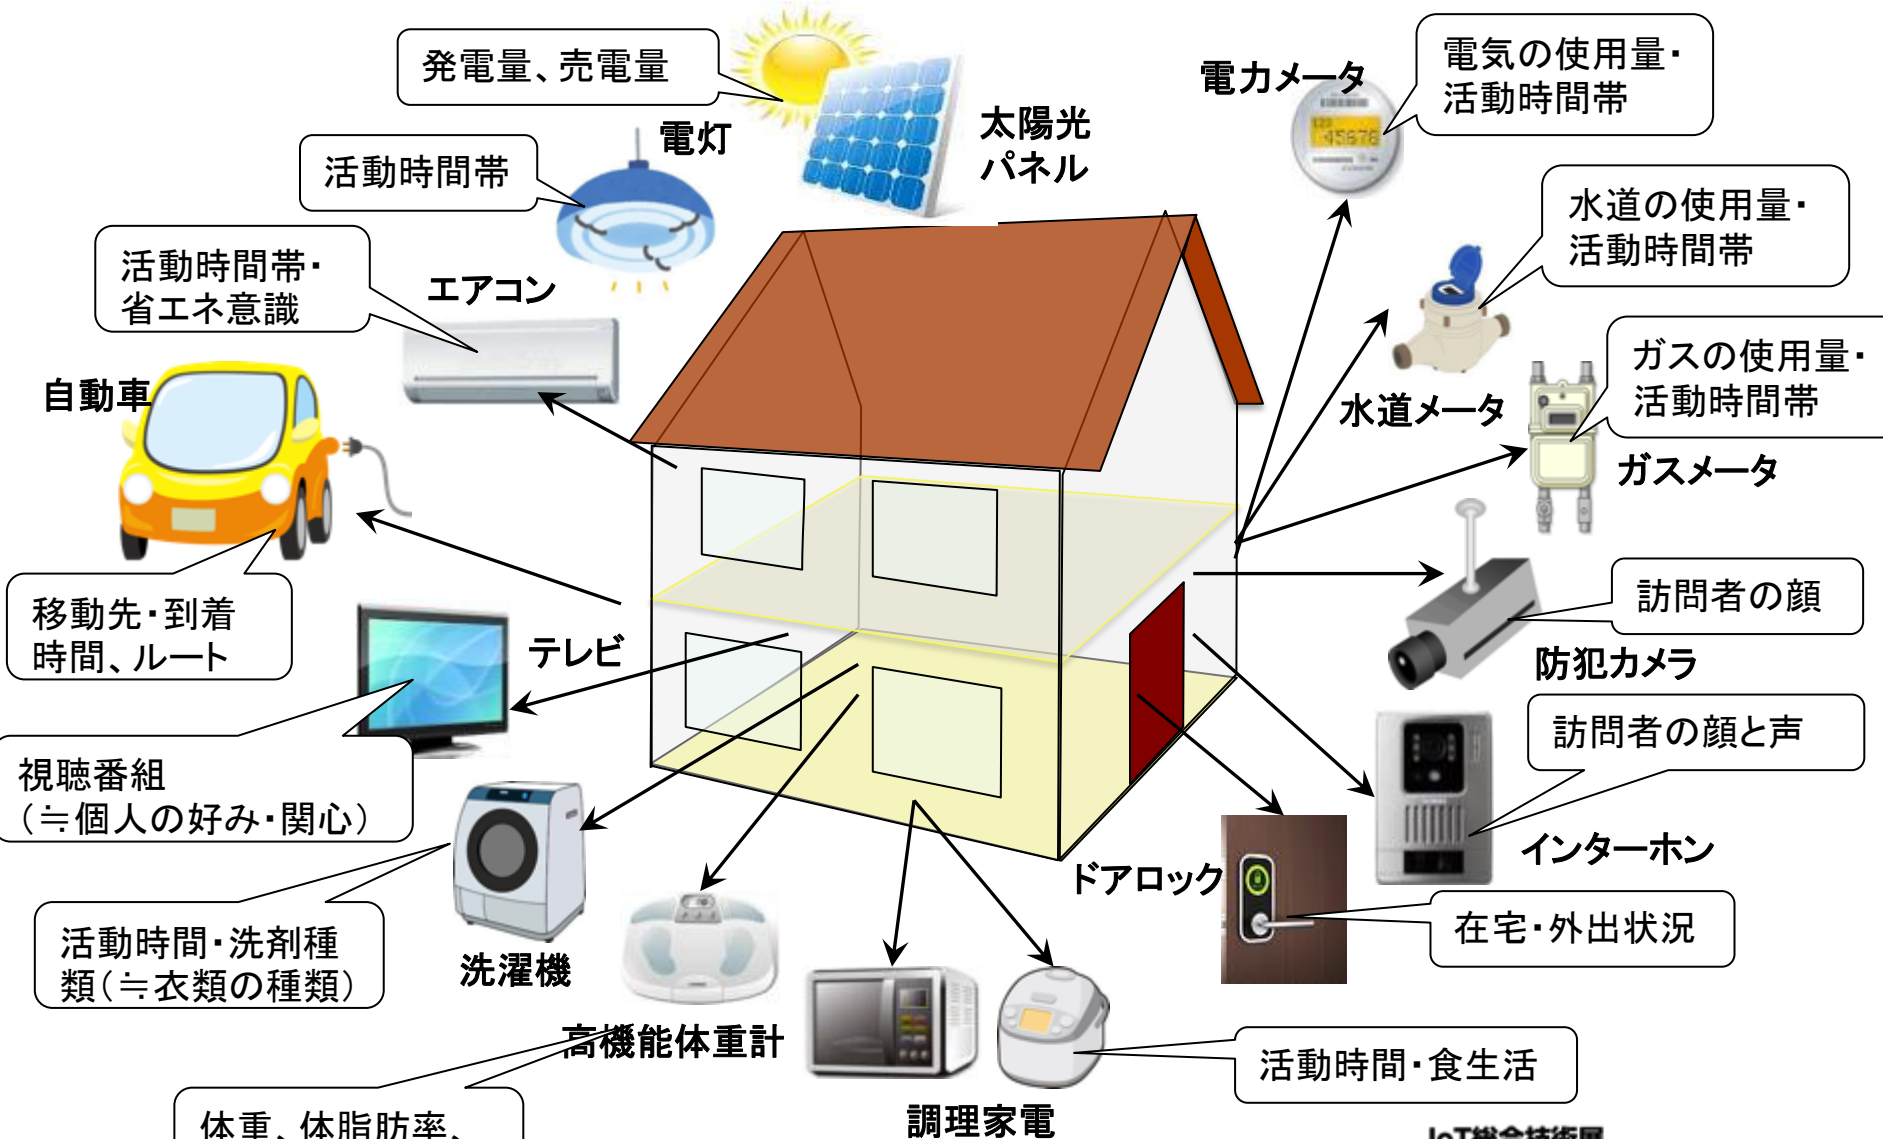 発電量、売電量
電灯
太陽光
パネル
電力メータ
電気の使用量・
活動時間帯
活動時間帯
水道の使用量・
活動時間帯
活動時間帯・
省エネ意識
エアコン
自動車
水道メータ
ガスの使用量・
活動時間帯
ガスメータ
移動先・到着
時間、ルート
テレビ
訪問者の顔
防犯カメラ
視聴番組
(≒個人の好み・関心)
訪問者の顔と声
インターホン
ドアロック
在宅・外出状況
活動時間・洗剤種
類(≒衣類の種類)
洗濯機
高機能体重計
活動時間・食生活
調理家電
体重、体脂肪率、
IoT総合技術展